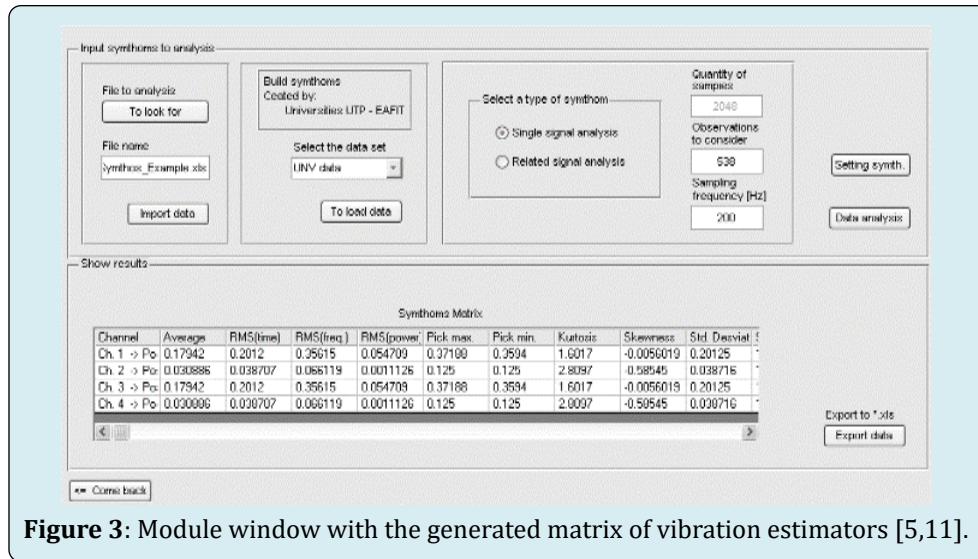 Input symthoms to analysis
File to analysis
To look for
File name
Symthox_Example.xls
Import data
Build symthoms
Ceated by:
Universities UTP - EAFIT
Select the data set
UNV data
To load data
Select a type of symthom
Single signal analysis
Related signal analysis
Quantity of
samples
2048
Observations
to consider
538
Sampling
frequency [Hz]
200
Setting symth.
Data analysis
Show results
Symthoms Matrix
Channel Average RMS(time) RMS(freq.) RMS(power) Pick max. Pick min. Kurtosis Skewness Std. Desviat S
Ch. 1 -> Po 0.17942 0.2012 0.35615 0.054709 0.37188 0.3594 1.6017 -0.0056019 0.20125
Ch. 2 -> Po 0.030886 0.038707 0.066119 0.0011126 0.125 0.125 2.8097 -0.58545 0.038716
Ch. 3 -> Po 0.17942 0.2012 0.35615 0.054709 0.37188 0.3594 1.6017 -0.0056019 0.20125
Ch. 4 -> Po 0.030886 0.038707 0.066119 0.0011126 0.125 0.125 2.8097 -0.58545 0.038716
Export to *.xls
Export data
<= Come back
Figure 3: Module window with the generated matrix of vibration estimators [5,11].